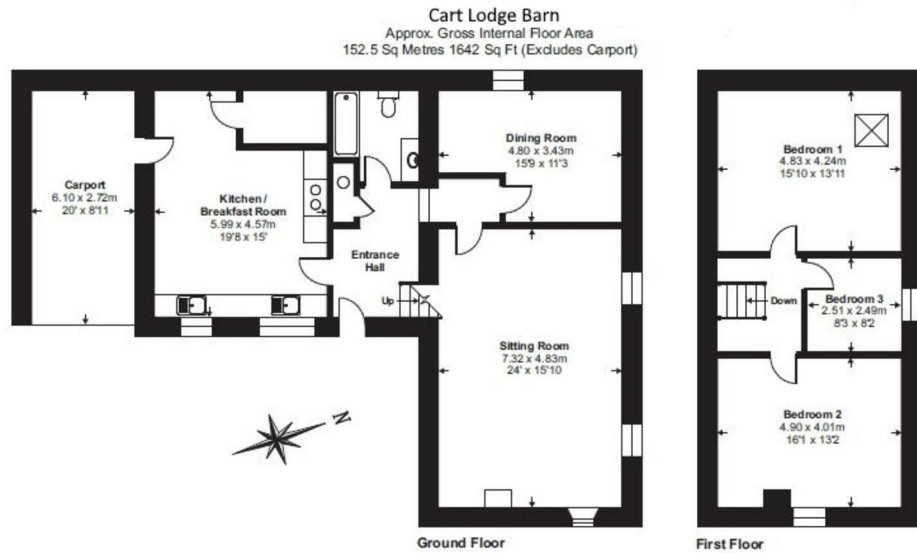 Cart Lodge Barn
Approx. Gross Internal Floor Area
152.5 Sq Metres 1642 Sq Ft (Excludes Carport)
Carport
6.10 x 2.72m
20' x 8'11
Kitchen /
Breakfast Room
5.99 x 4.57m
19'8 x 15'
Entrance
Hall
Up
Dining Room
4.80 x 3.43m
15'9 x 11'3
Sitting Room
7.32 x 4.83m
24' x 15'10
N
Ground Floor
Bedroom 1
4.83 x 4.24m
15'10 x 13'11
Down
Bedroom 3
2.51 x 2.49m
8'3 x 8'2
Bedroom 2
4.90 x 4.01m
16'1 x 13'2
First Floor